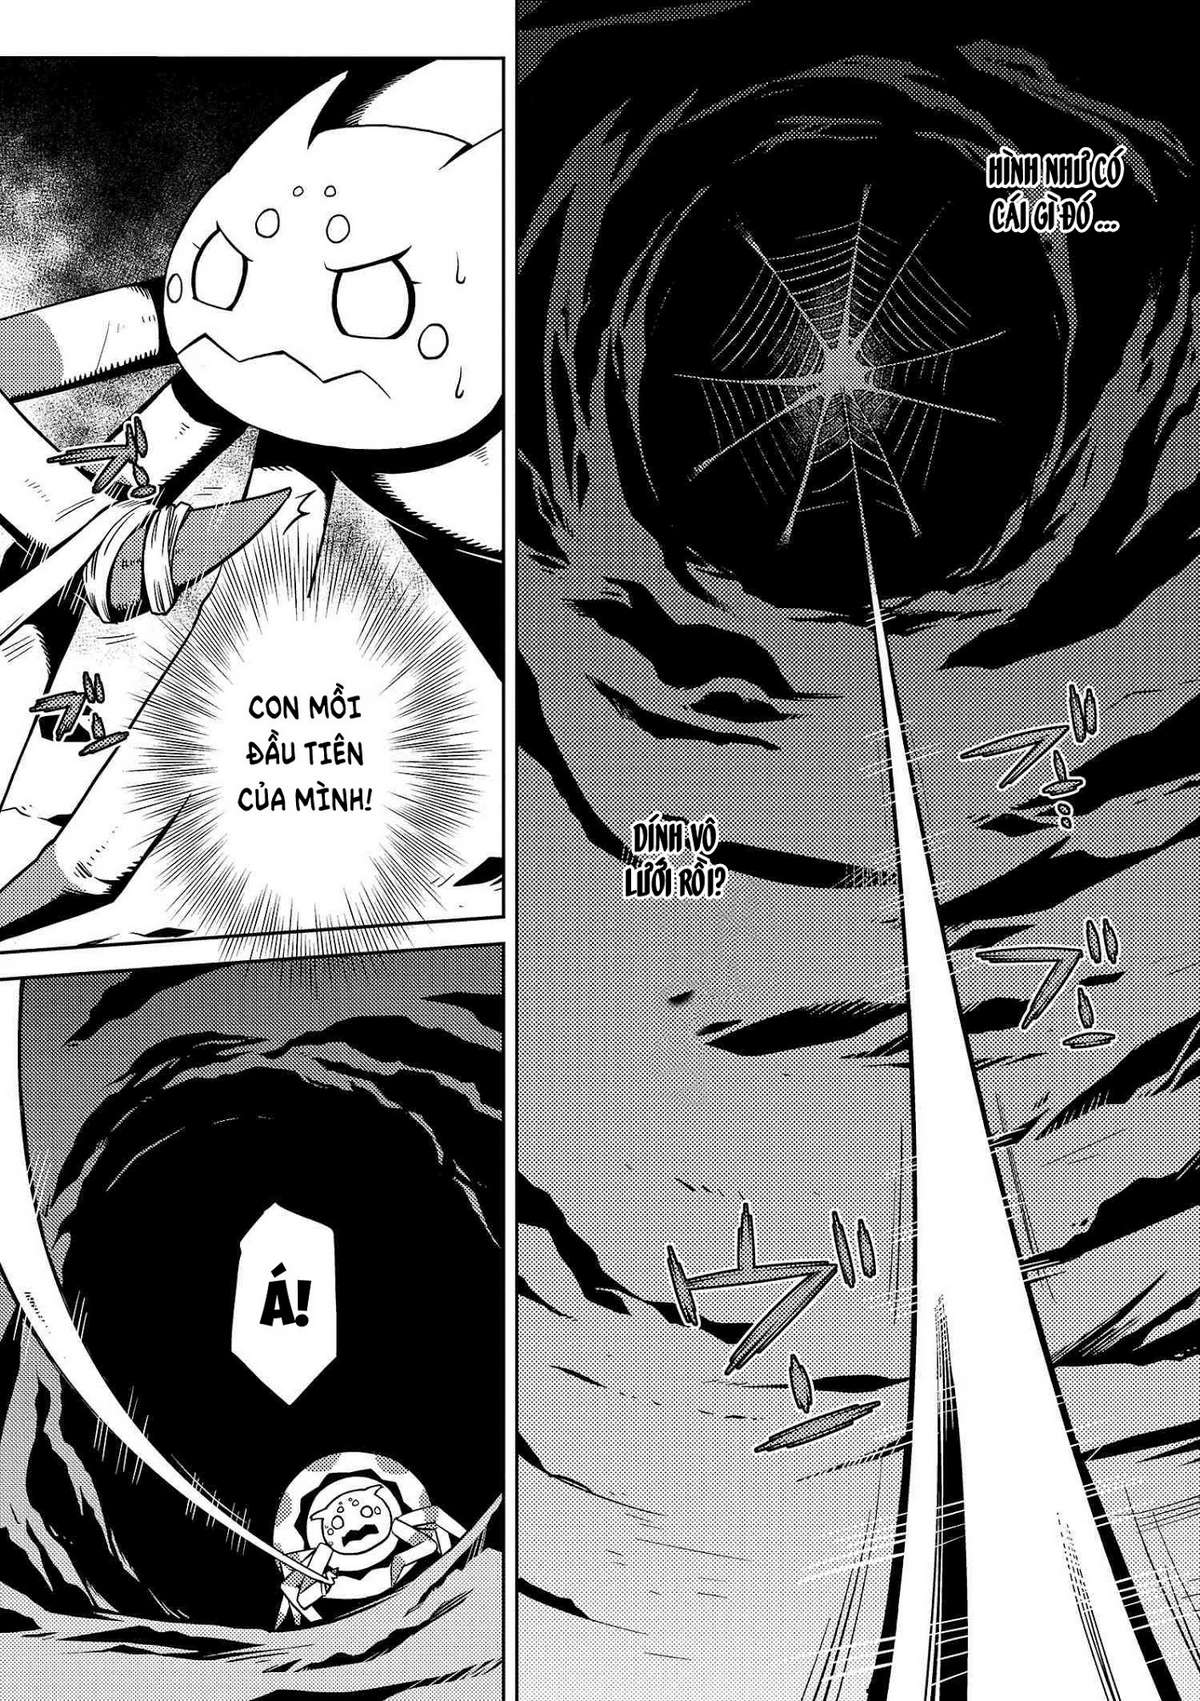 HÌNH NHƯ CÓ
CÁI GÌ ĐÓ ...
DÍNH VÔ
LƯỚI RỒI?
CON MỒI
ĐẦU TIÊN
CỦA MÌNH!
Á!